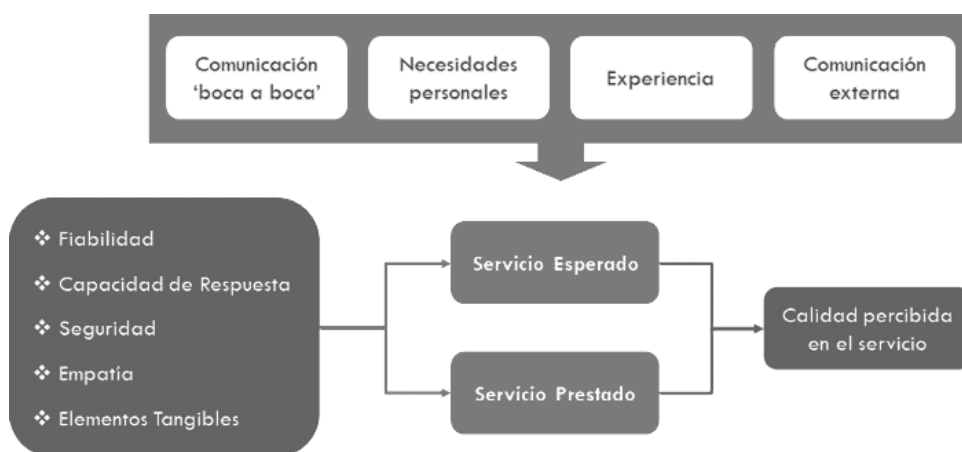 Comunicación
‘boca a boca’
Necesidades
personales
Experiencia
Comunicación
externa
❖ Fiabilidad
❖ Capacidad de Respuesta
❖ Seguridad
❖ Empatía
❖ Elementos Tangibles
Servicio Esperado
Servicio Prestado
Calidad percibida
en el servicio